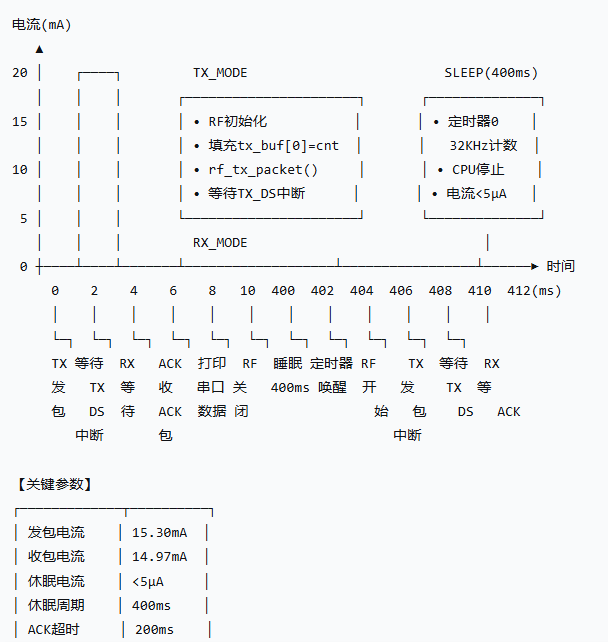 电流(mA)
20 TX_MODE SLEEP(400ms)
• RF初始化 • 定时器0
15
• 填充tx_buf[0]=cnt 32KHz计数
10 • rf_tx_packet() • CPU停止
• 等待TX_DS中断 • 电流<5μA
5
RX_MODE
0 时间
0 2 4 6 8 10 400 402 404 406 408 410 412(ms)
TX 等待 RX ACK 打印 RF 睡眠 定时器 RF TX 等待 RX
发 TX 等 收 串口 关 400ms 唤醒 开 发 TX 等
包 DS 待 ACK 数据 闭 始 包 DS ACK
中断 包 中断
【关键参数】
发包电流 15.30mA
收包电流 14.97mA
休眠电流 <5μA
休眠周期 400ms
ACK超时 200ms